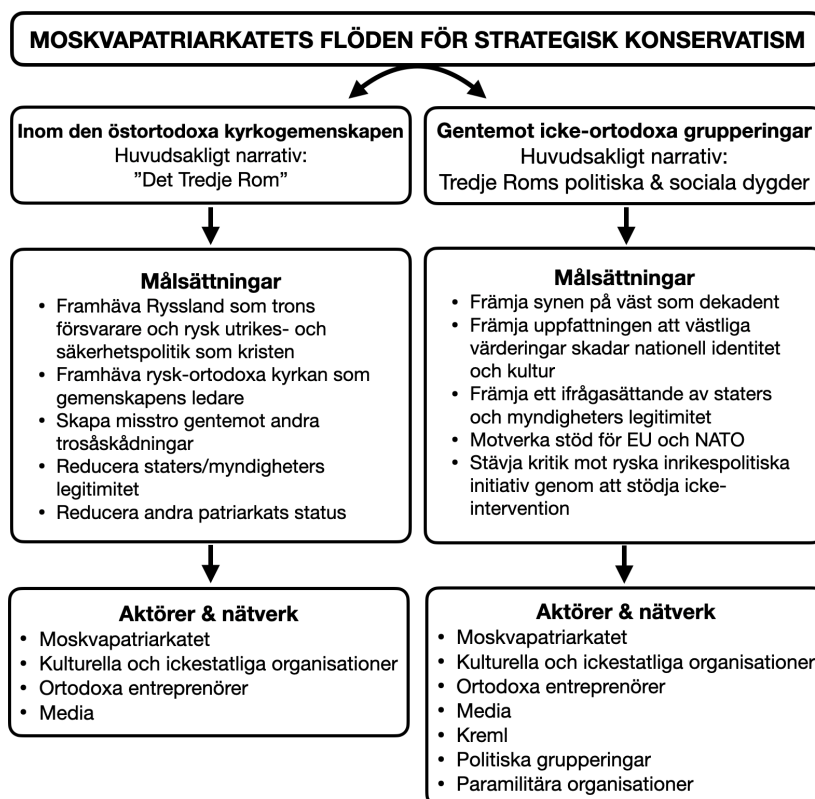 MOSKVAPATRIARKATETS FLÖDEN FÖR STRATEGISK KONSERVATISM
Inom den östortodoxa kyrkogemenskapen
Huvudsakligt narrativ:
”Det Tredje Rom”
Gentemot icke-ortodoxa grupperingar
Huvudsakligt narrativ:
Tredje Roms politiska & sociala dygder
Målsättningar
• Framhäva Ryssland som trons
försvarare och rysk utrikes- och
säkerhetspolitik som kristen
• Framhäva rysk-ortodoxa kyrkan som
gemenskapens ledare
• Skapa misstro gentemot andra
trosåskådningar
• Reducera staters/myndigheters
legitimitet
• Reducera andra patriarkats status
Målsättningar
• Främja synen på väst som dekadent
• Främja uppfattningen att västliga
värderingar skadar nationell identitet
och kultur
• Främja ett ifrågasättande av staters
och myndigheters legitimitet
• Motverka stöd för EU och NATO
• Stävja kritik mot ryska inrikespolitiska
initiativ genom att stödja icke-
intervention
Aktörer & nätverk
• Moskvapatriarkatet
• Kulturella och ickestatliga organisationer
• Ortodoxa entreprenörer
• Media
Aktörer & nätverk
• Moskvapatriarkatet
• Kulturella och ickestatliga organisationer
• Ortodoxa entreprenörer
• Media
• Kreml
• Politiska grupperingar
• Paramilitära organisationer